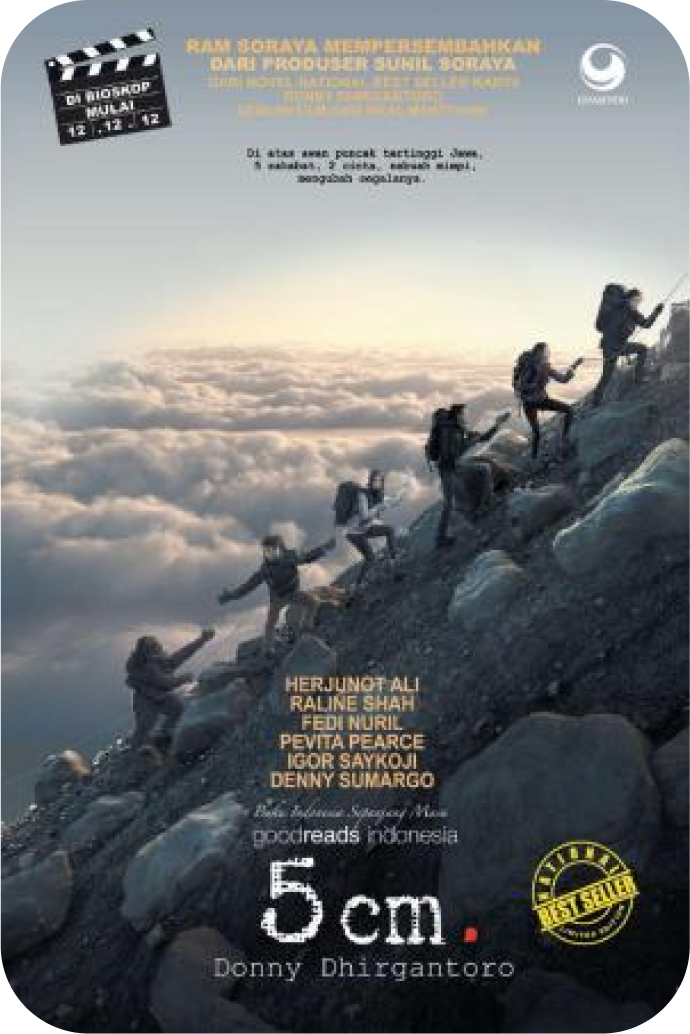 DI BIOSKOP
MULAI
12 . 12 . 12
RAM SORAYA MEMPERSEMBAHKAN
DARI PRODUSER SUNIL SORAYA
DARI NOVEL NATIONAL BEST SELLER KARYA
DONNY DHIRGANTORO
Di atas awan puncak tertinggi Jawa,
5 sahabat, 2 cinta, sebuah mimpi,
mengubah segalanya.
HERJUNOT ALI
RALINE SHAH
FEDI NURIL
PEVITA PEARCE
IGOR SAYKOJI
DENNY SUMARGO
Buku Indonesia Sepanjang Masa
goodreads indonesia
NATIONAL
BEST SELLER
LIMITED EDITION
5 cm.
Donny Dhirgantoro